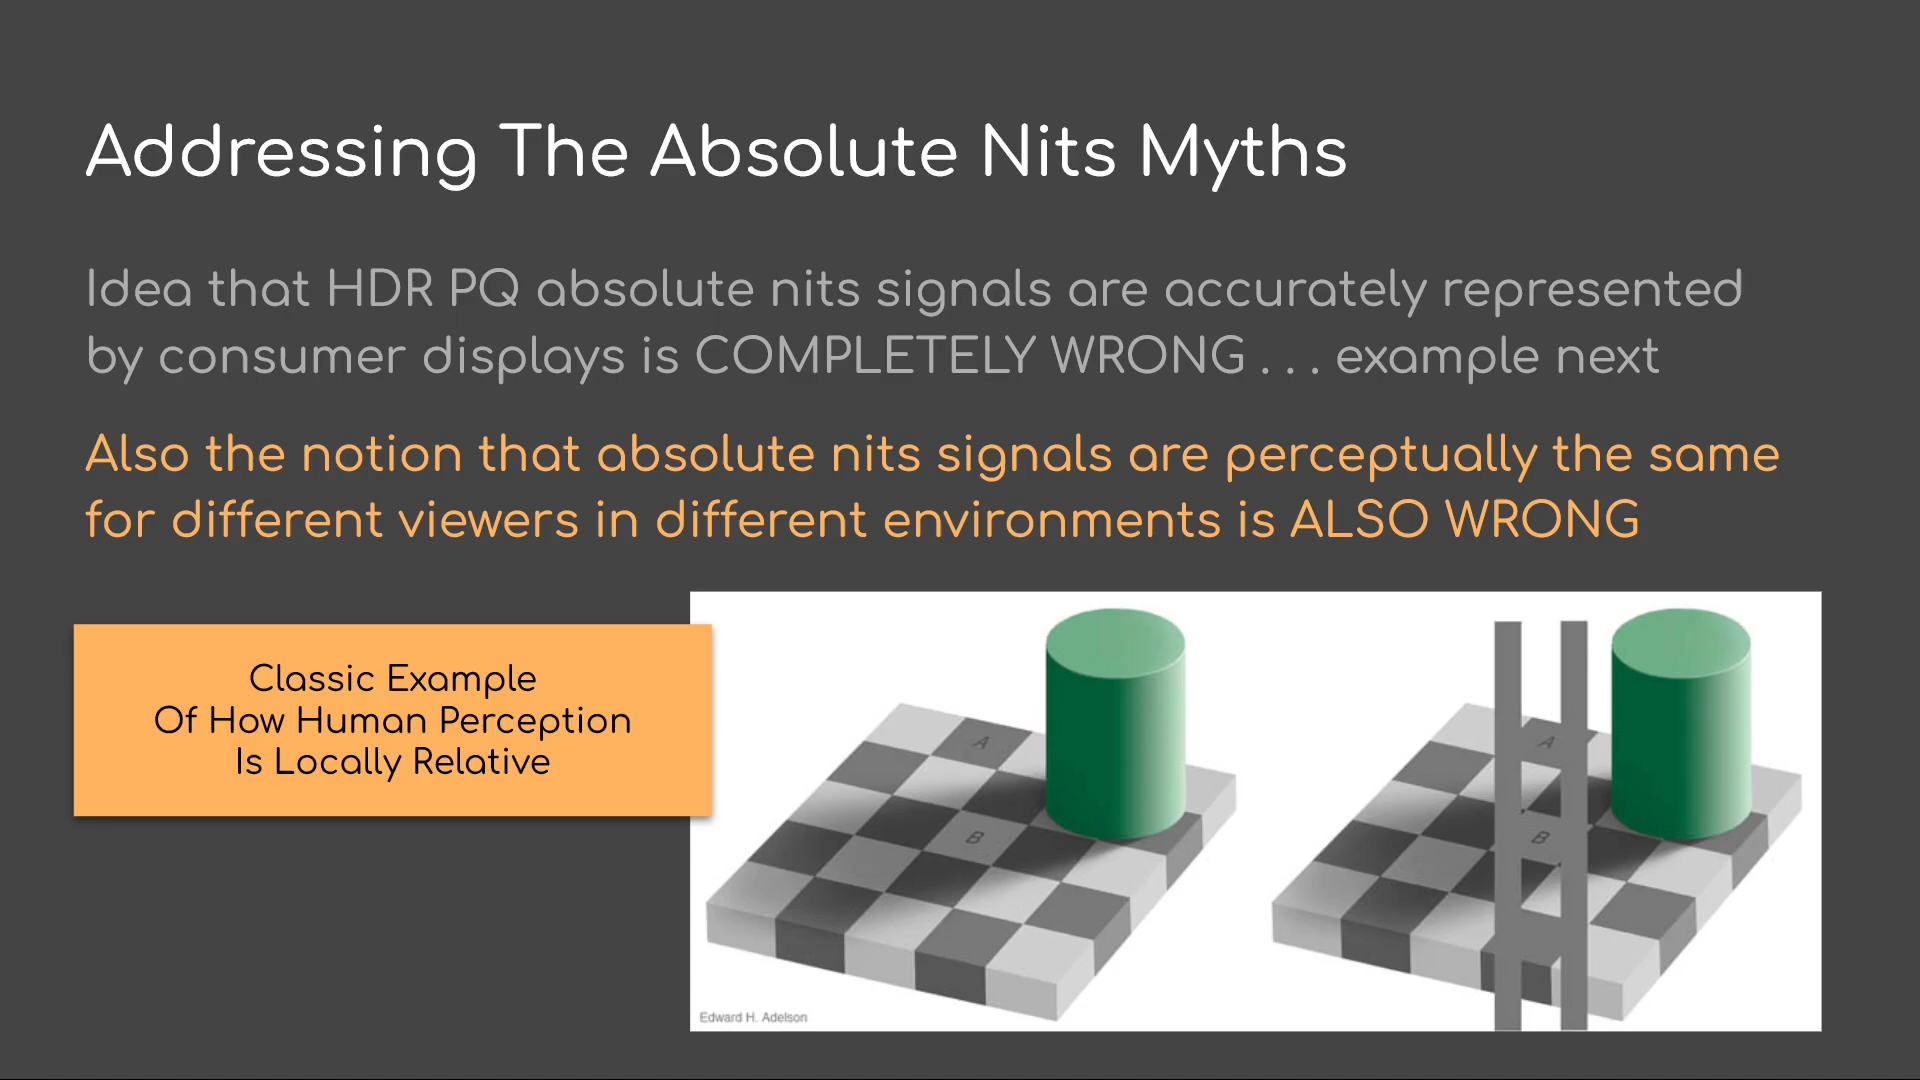 Addressing The Absolute Nits Myths
Idea that HDR PQ absolute nits signals are accurately represented
by consumer displays is COMPLETELY WRONG . . . example next
Also the notion that absolute nits signals are perceptually the same
for different viewers in different environments is ALSO WRONG
Classic Example
Of How Human Perception
Is Locally Relative
A
B
A
B
Edward H. Adelson